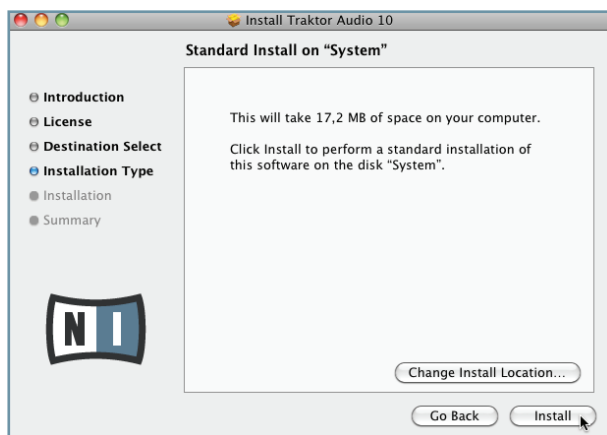 Install Traktor Audio 10
Standard Install on “System”
Introduction
License
Destination Select
Installation Type
Installation
Summary
This will take 17,2 MB of space on your computer.
Click Install to perform a standard installation of
this software on the disk “System”.
NI
Change Install Location...
Go Back
Install